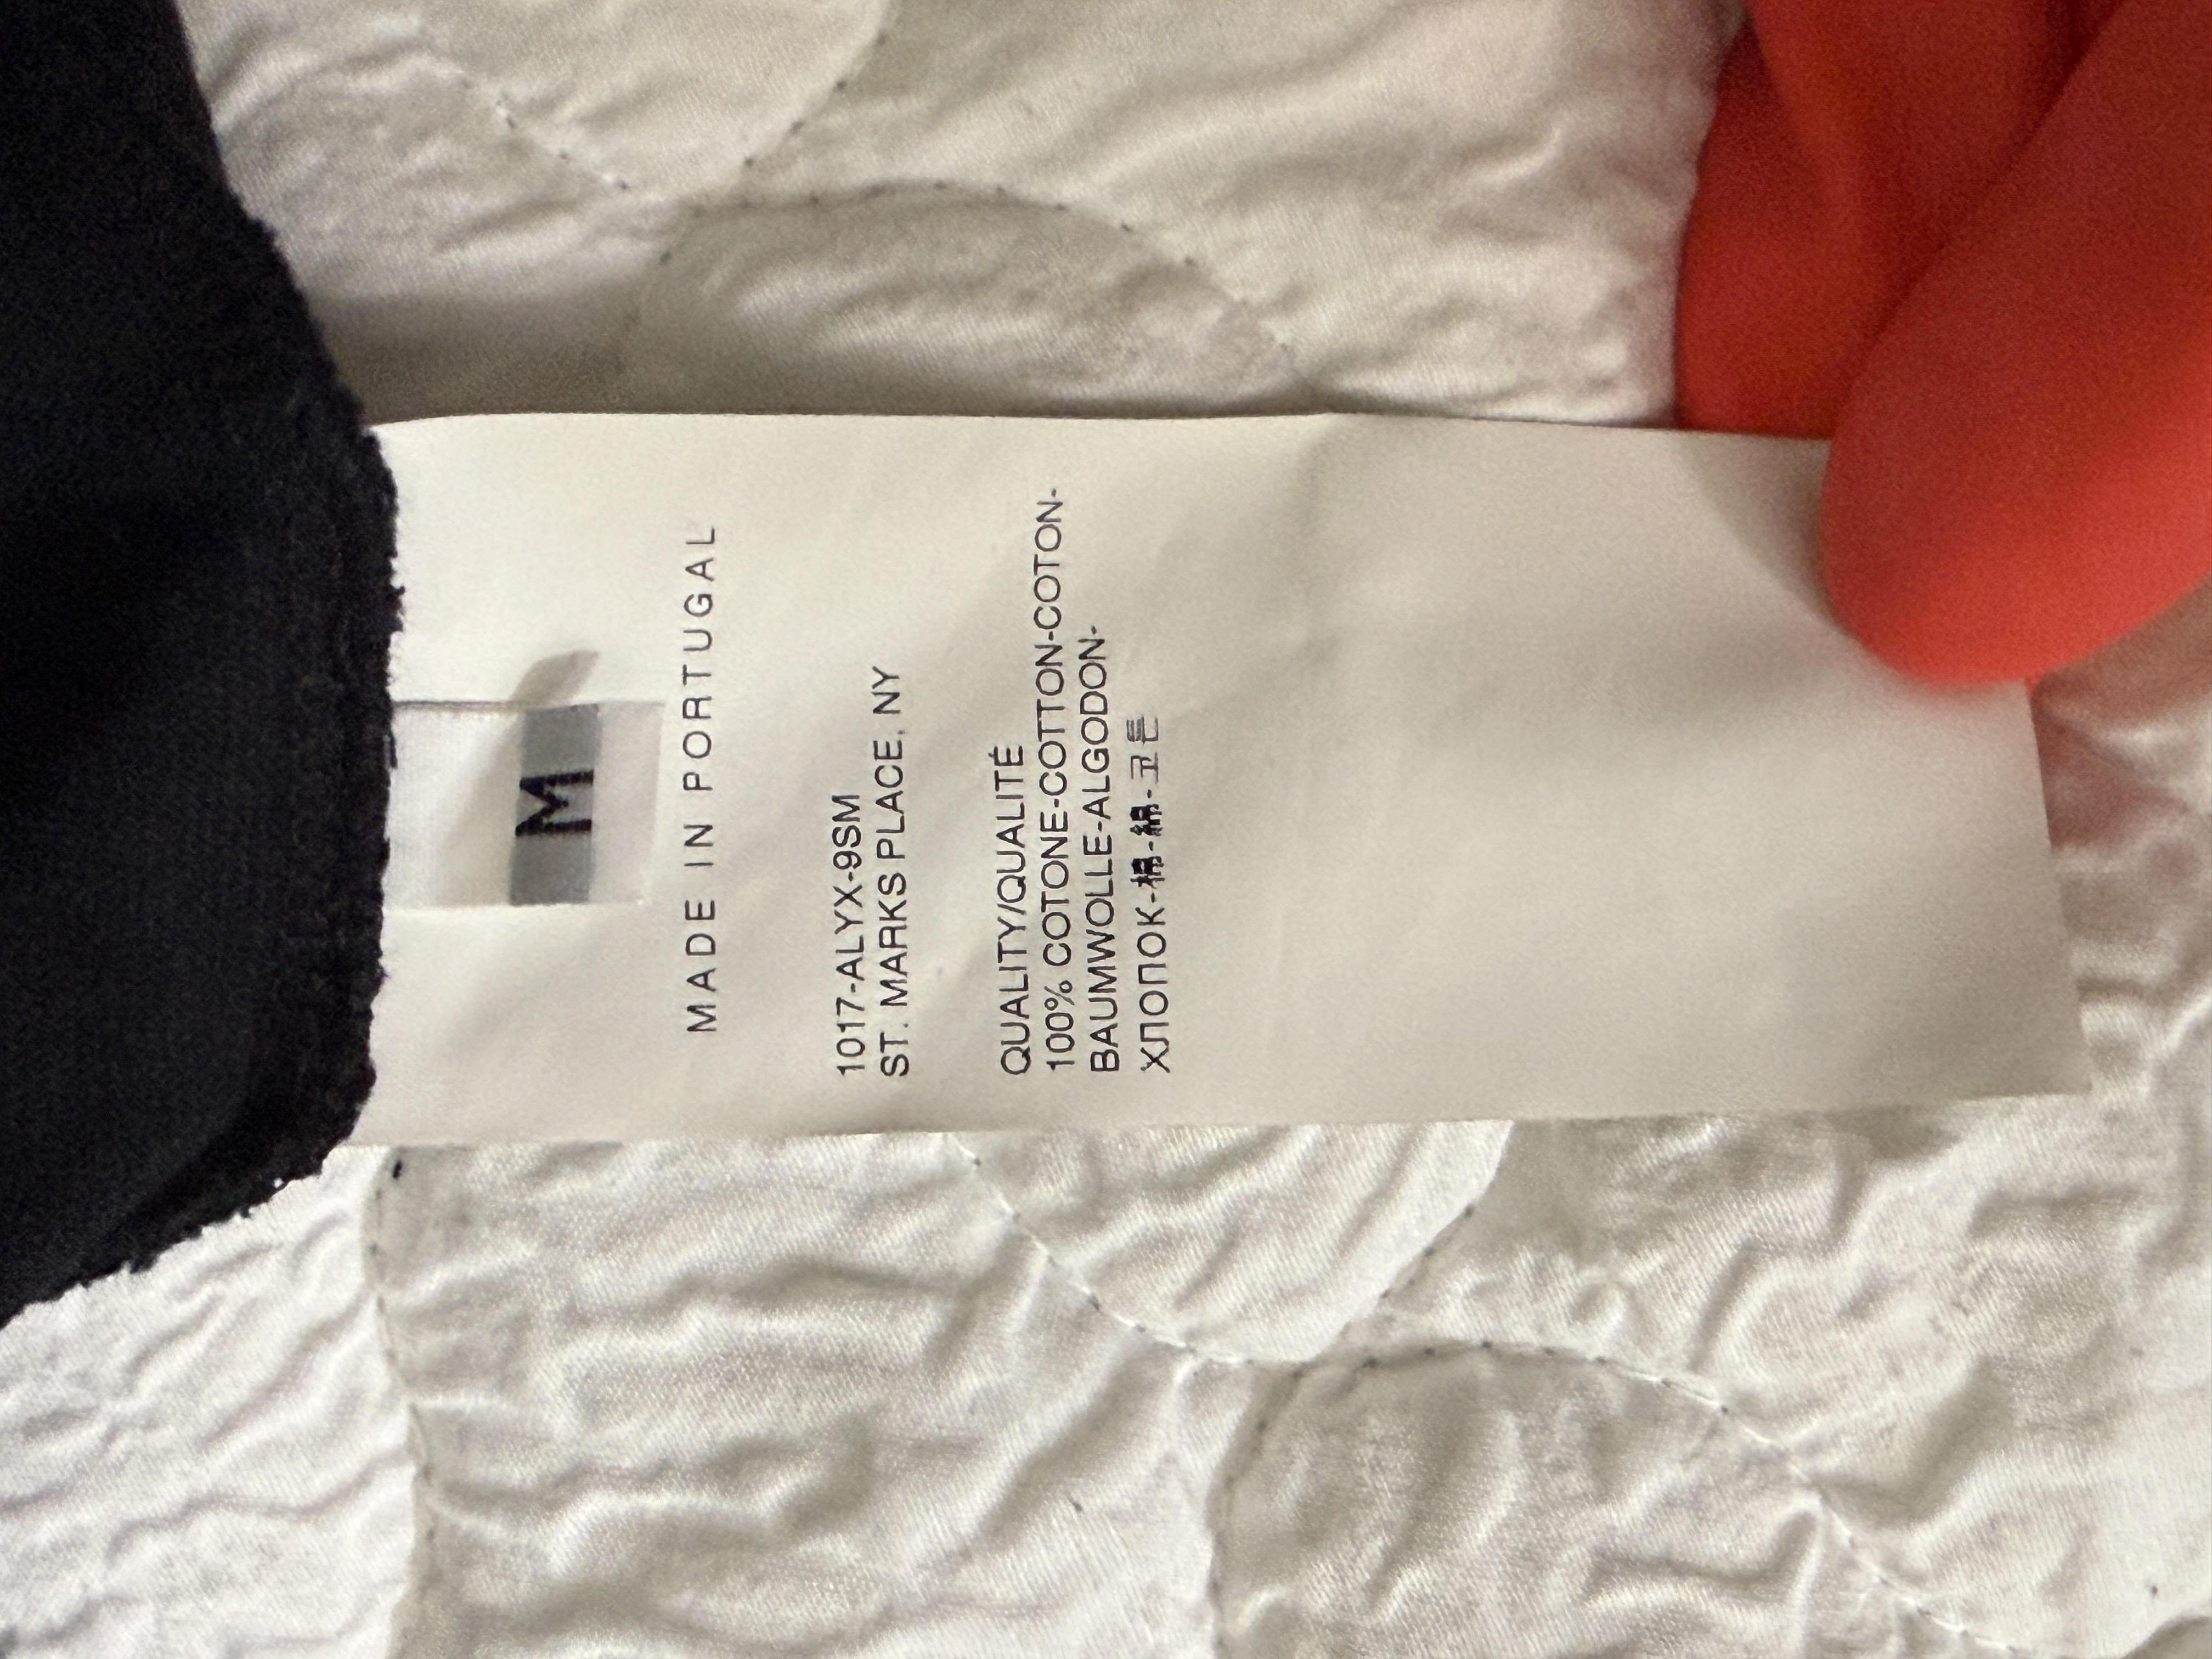 M
MADE IN PORTUGAL
1017-ALYX-9SM
ST. MARKS PLACE, NY
QUALITY/QUALITÉ
100% COTONE-COTTON-COTON-
BAUMWOLLE-ALGODON-
ХЛОПОК-棉-綿-코튼